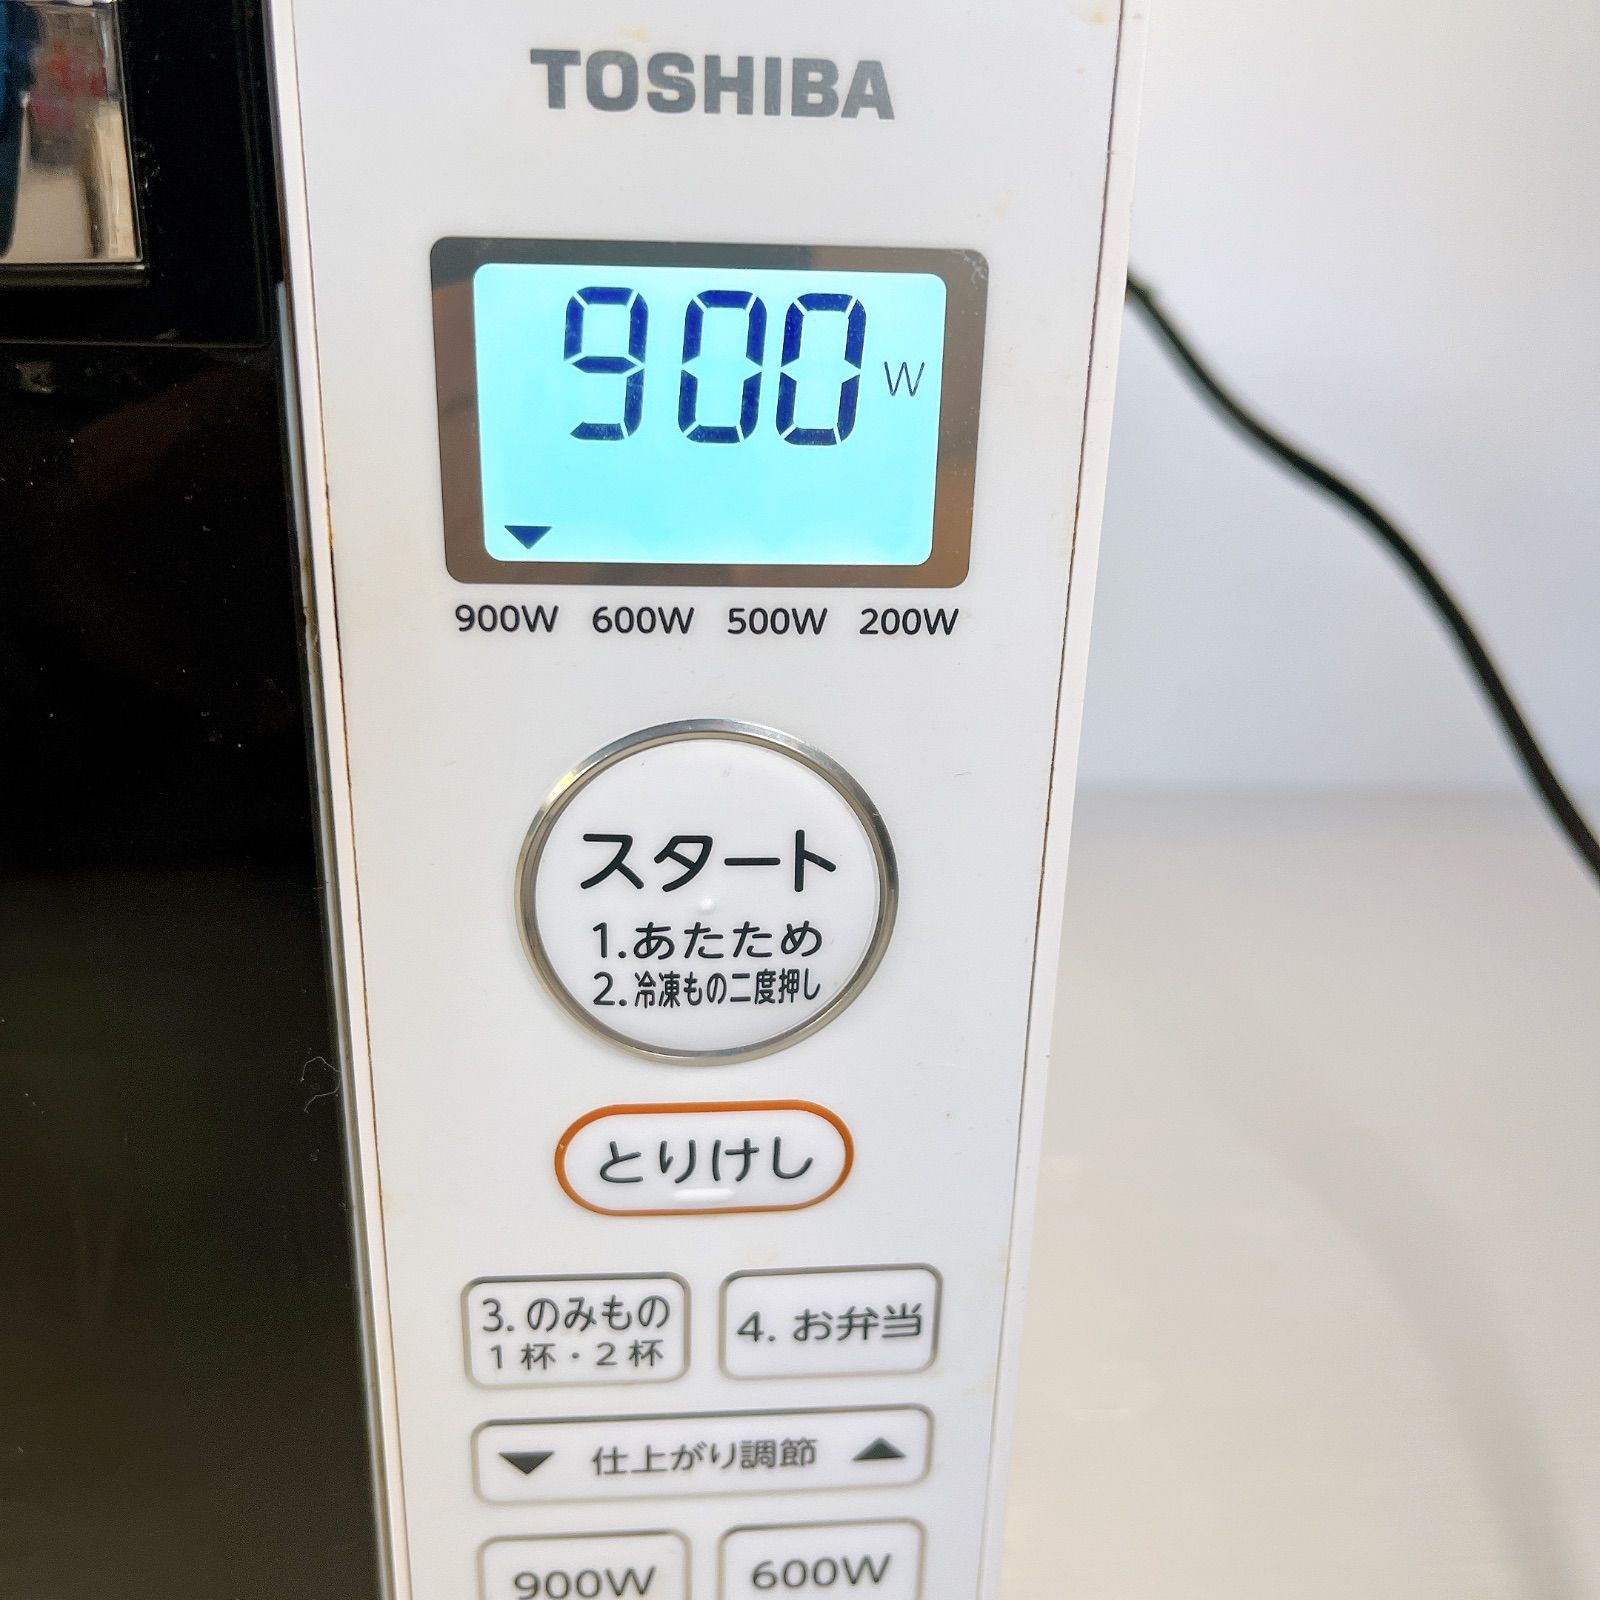 TOSHIBA
900 W
900W 600W 500W 200W
スタート
1.あたため
2.冷凍もの二度押し
とりけし
3.のみもの
1杯・2杯
4.お弁当
▼ 仕上がり調節 ▲
900W 600W